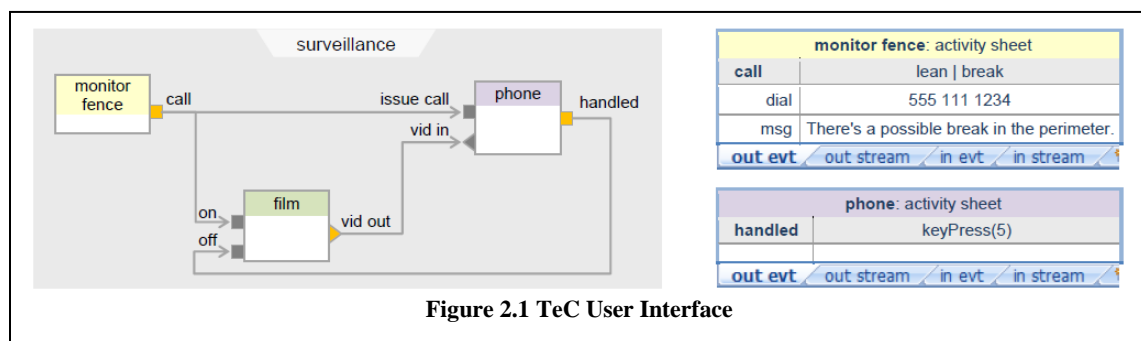 surveillance
monitor
fence
call
issue call
phone
handled
vid in
film
on
vid out
off
monitor fence: activity sheet
call lean | break
dial 555 111 1234
msg There's a possible break in the perimeter.
out evt out stream in evt in stream
phone: activity sheet
handled keyPress(5)
out evt out stream in evt in stream
Figure 2.1 TeC User Interface